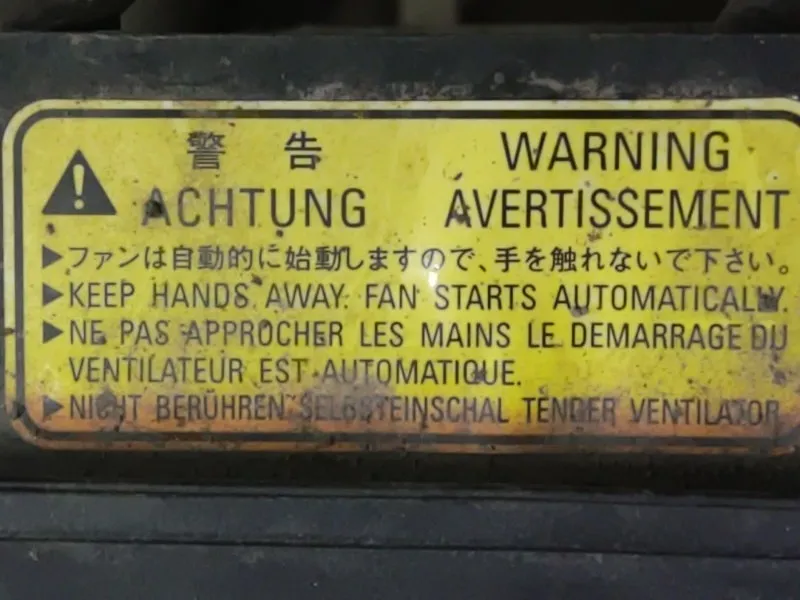 警告 WARNING
ACHTUNG AVERTISSEMENT
▶ファンは自動的に始動しますので、手を触れないで下さい。
▶KEEP HANDS AWAY. FAN STARTS AUTOMATICALLY.
▶NE PAS APPROCHER LES MAINS LE DEMARRAGE DU
VENTILATEUR EST AUTOMATIQUE.
▶NICHT BERÜHREN SELBSTEINSCHAL TENDER VENTILATOR